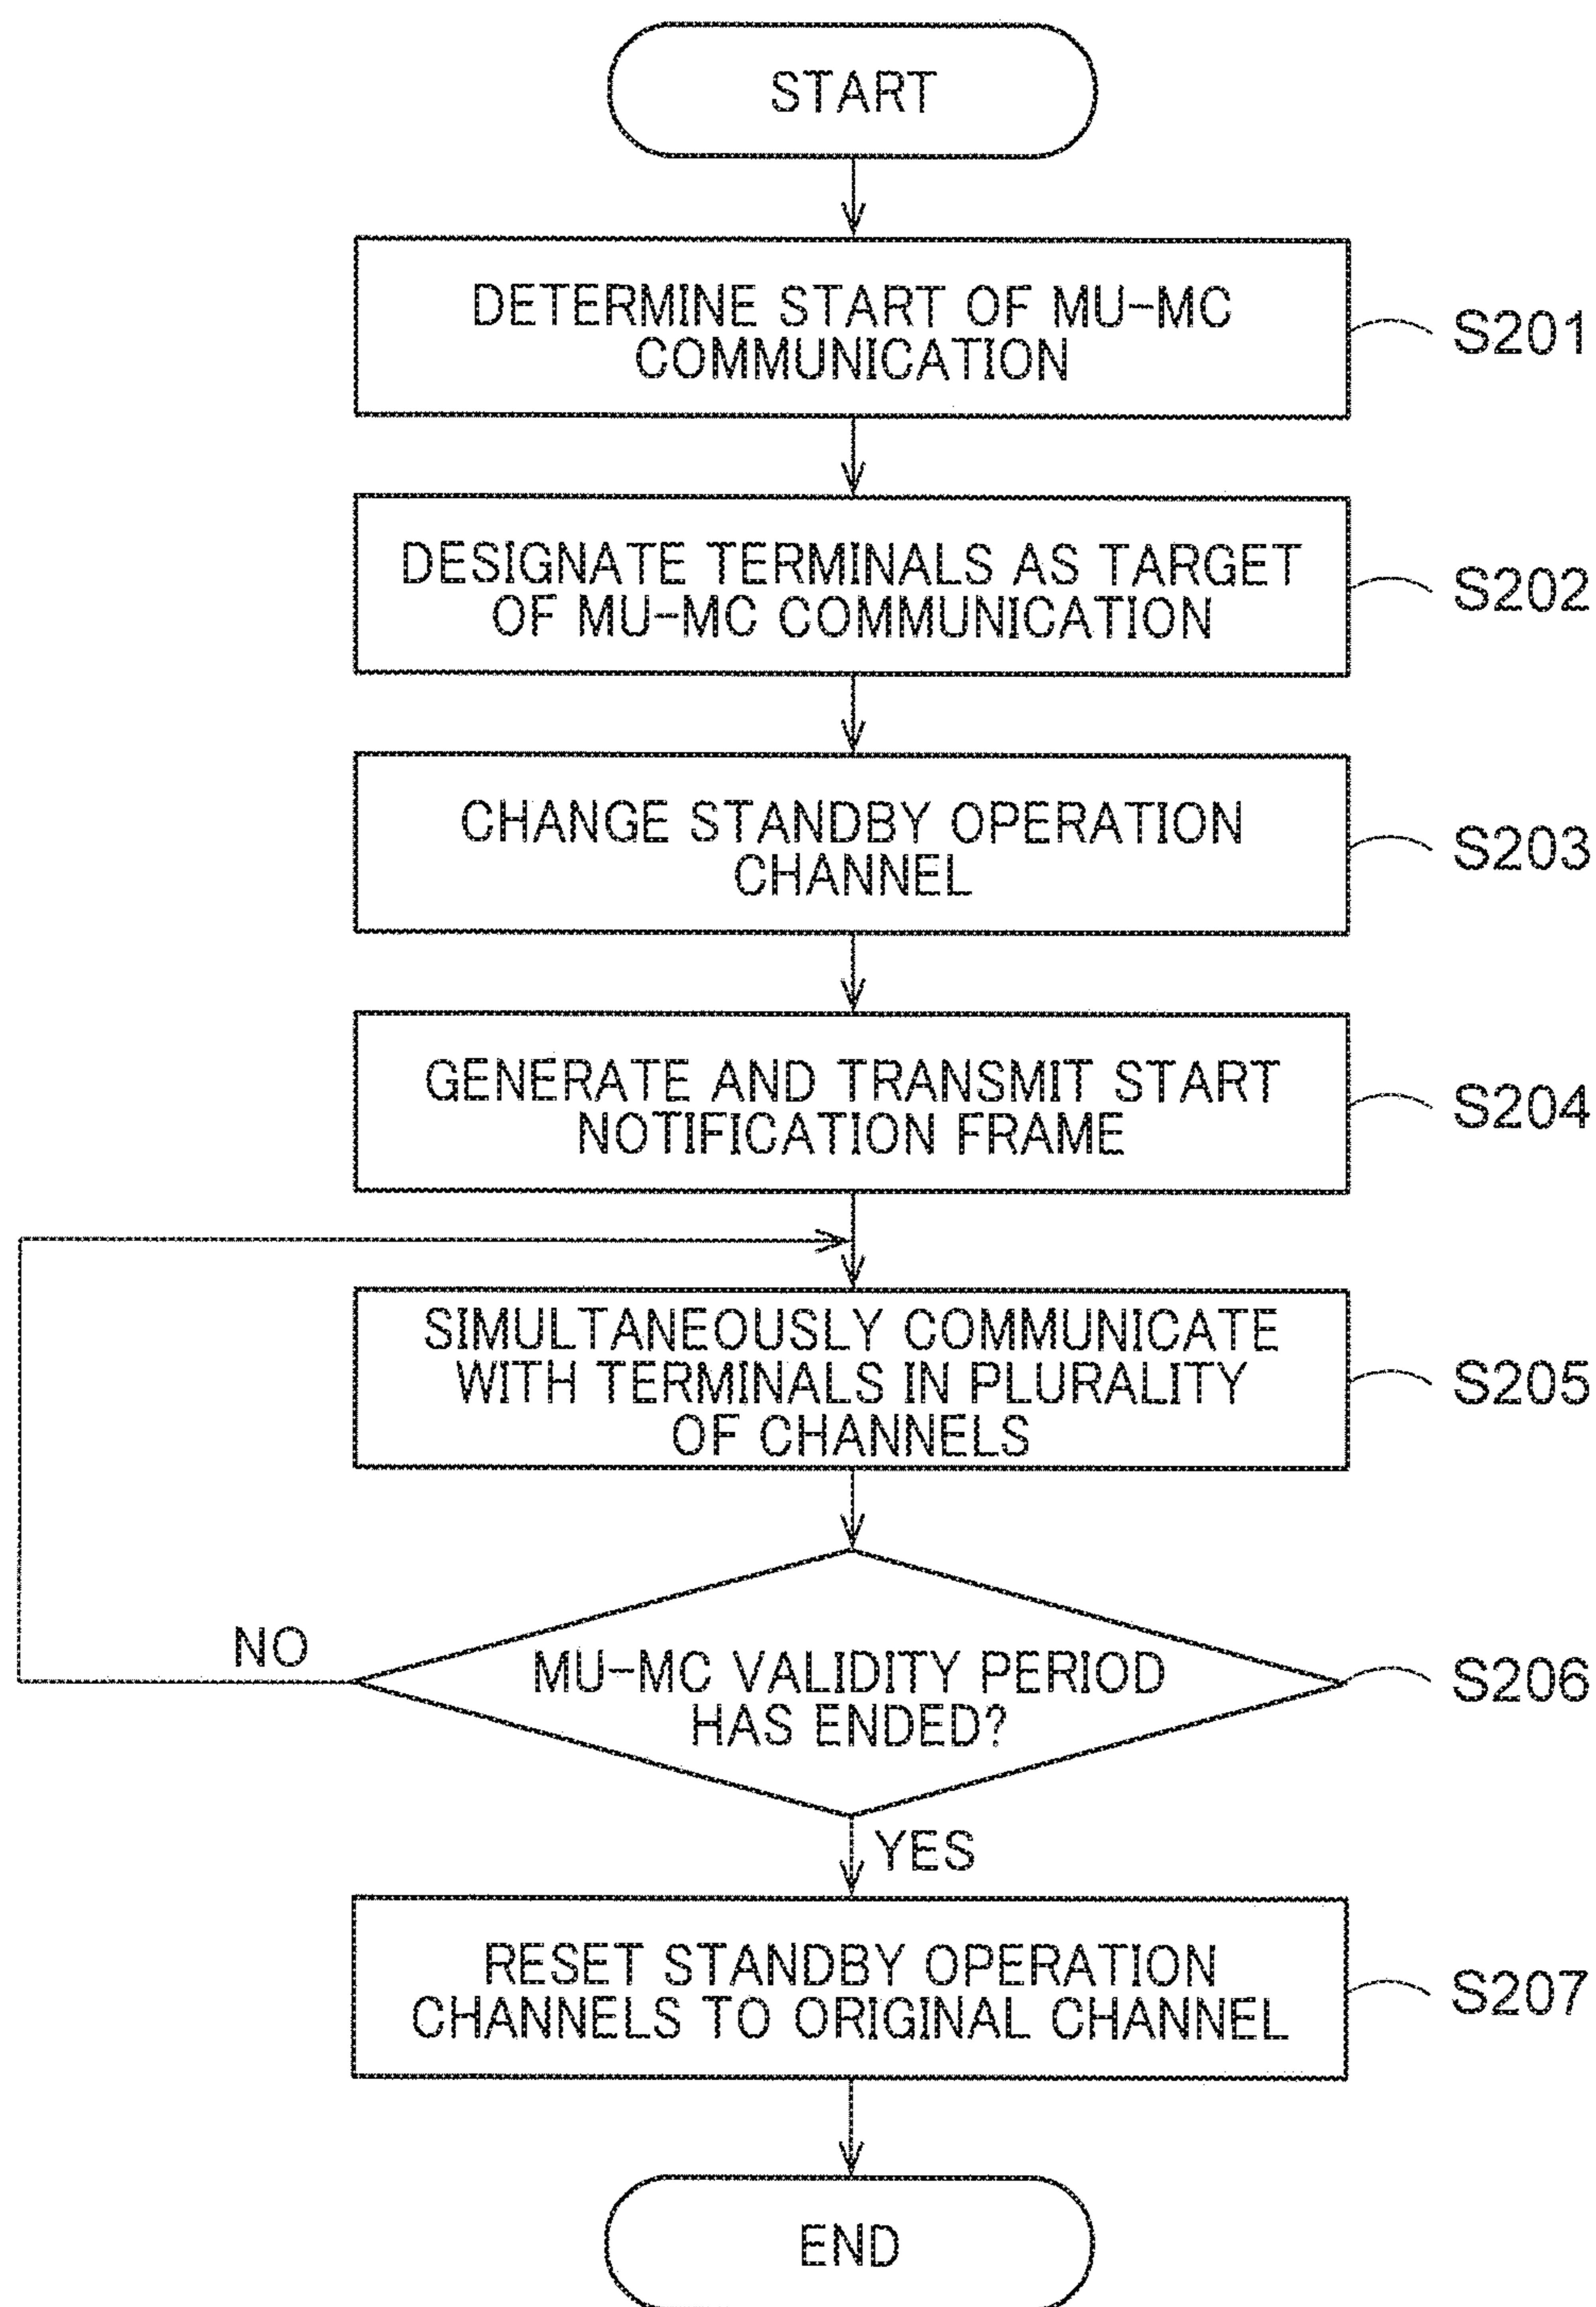 START
DETERMINE START OF MU-MC
COMMUNICATION
S201
DESIGNATE TERMINALS AS TARGET
OF MU-MC COMMUNICATION
S202
CHANGE STANDBY OPERATION
CHANNEL
S203
GENERATE AND TRANSMIT START
NOTIFICATION FRAME
S204
SIMULTANEOUSLY COMMUNICATE
WITH TERMINALS IN PLURALITY
OF CHANNELS
S205
NO
MU-MC VALIDITY PERIOD
HAS ENDED?
S206
YES
RESET STANDBY OPERATION
CHANNELS TO ORIGINAL CHANNEL
S207
END